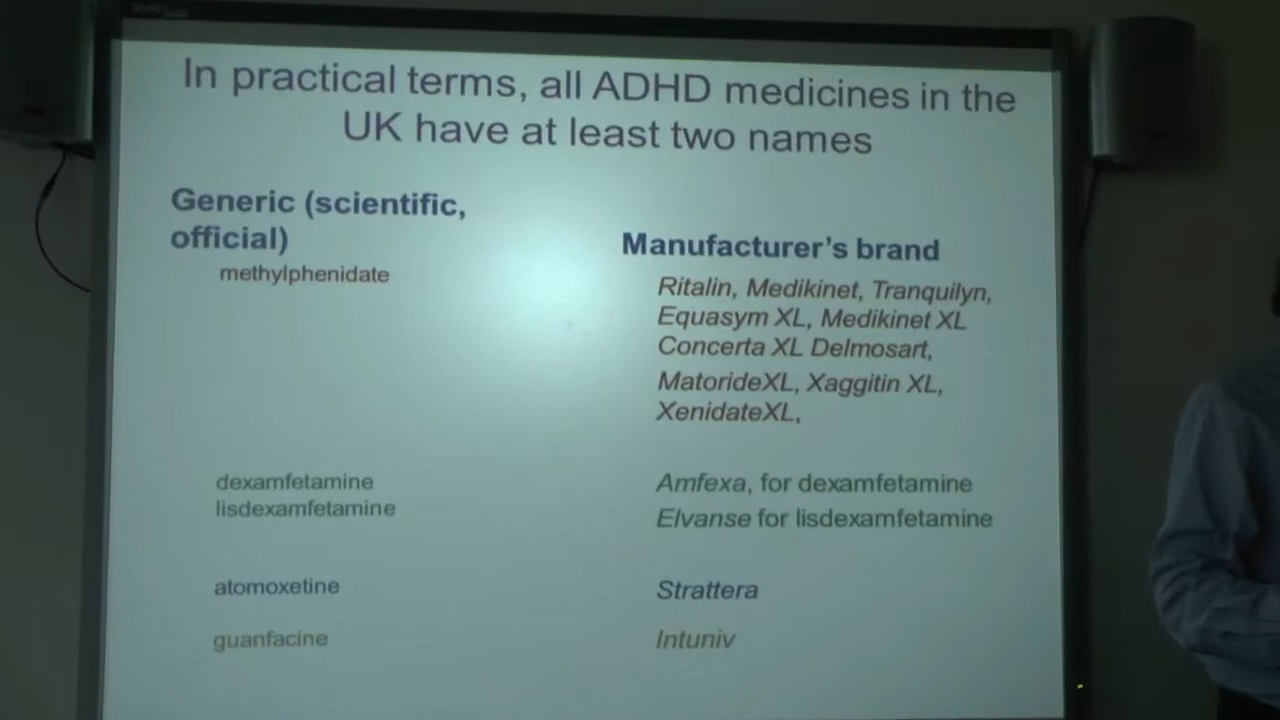 In practical terms, all ADHD medicines in the
UK have at least two names
Generic (scientific,
official)
methylphenidate
dexamfetamine
lisdexamfetamine
atomoxetine
guanfacine
Manufacturer's brand
Ritalin, Medikinet, Tranquilyn,
Equasym XL, Medikinet XL
Concerta XL Delmosart,
MatorideXL, Xaggitin XL,
XenidateXL,
Amfexa, for dexamfetamine
Elvanse for lisdexamfetamine
Strattera
Intuniv